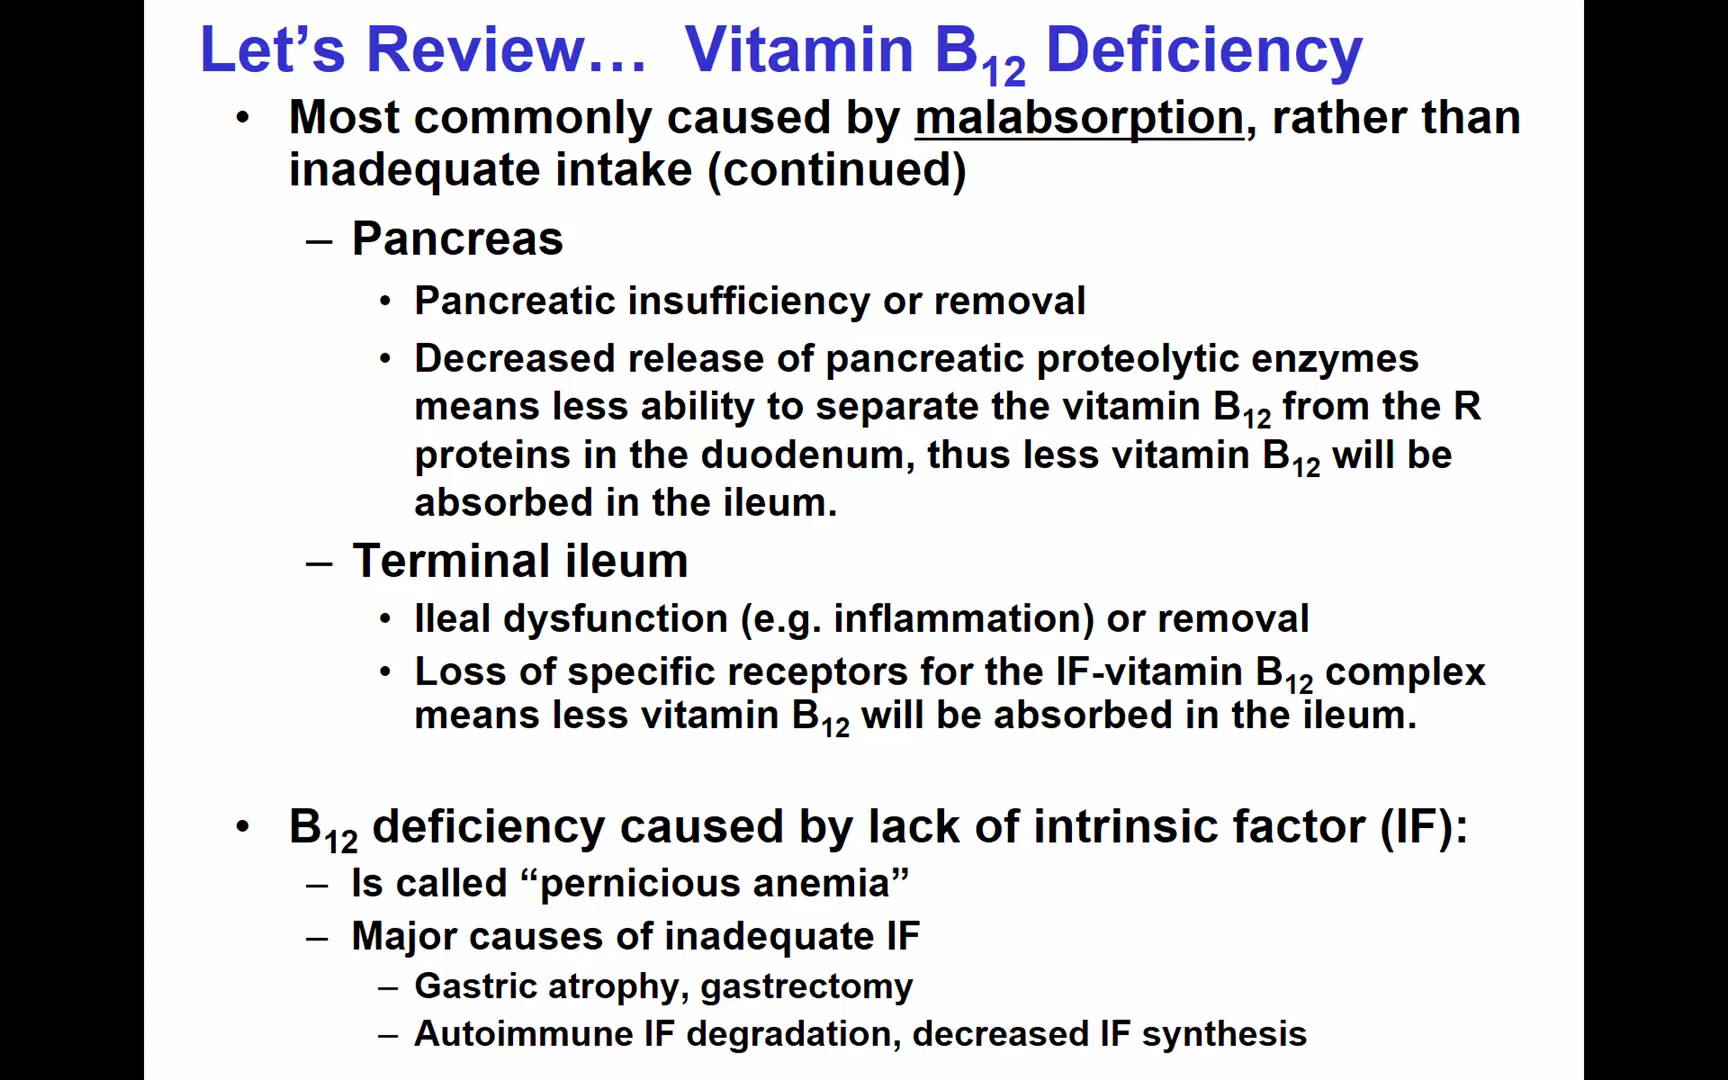 Let’s Review… Vitamin B12 Deficiency
• Most commonly caused by malabsorption, rather than
inadequate intake (continued)
– Pancreas
• Pancreatic insufficiency or removal
• Decreased release of pancreatic proteolytic enzymes
means less ability to separate the vitamin B12 from the R
proteins in the duodenum, thus less vitamin B12 will be
absorbed in the ileum.
– Terminal ileum
• Ileal dysfunction (e.g. inflammation) or removal
• Loss of specific receptors for the IF-vitamin B12 complex
means less vitamin B12 will be absorbed in the ileum.
• B12 deficiency caused by lack of intrinsic factor (IF):
– Is called “pernicious anemia”
– Major causes of inadequate IF
– Gastric atrophy, gastrectomy
– Autoimmune IF degradation, decreased IF synthesis